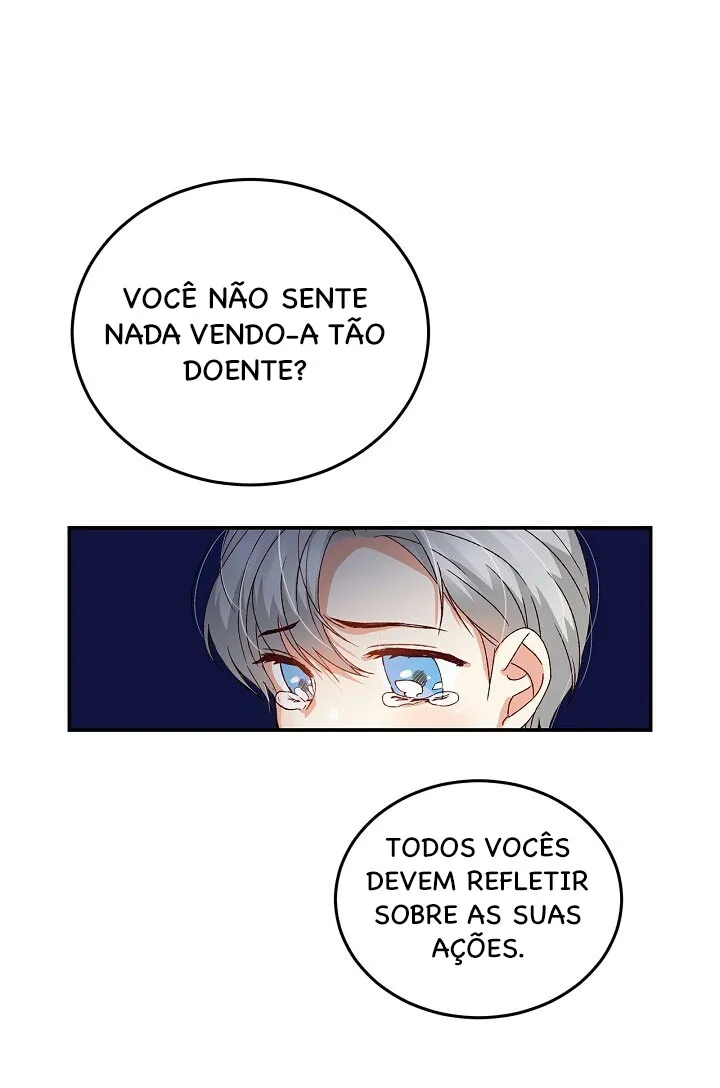 VOCÊ NÃO SENTE
NADA VENDO-A TÃO
DOENTE?
TODOS VOCÊS
DEVEM REFLETIR
SOBRE AS SUAS
AÇÕES.